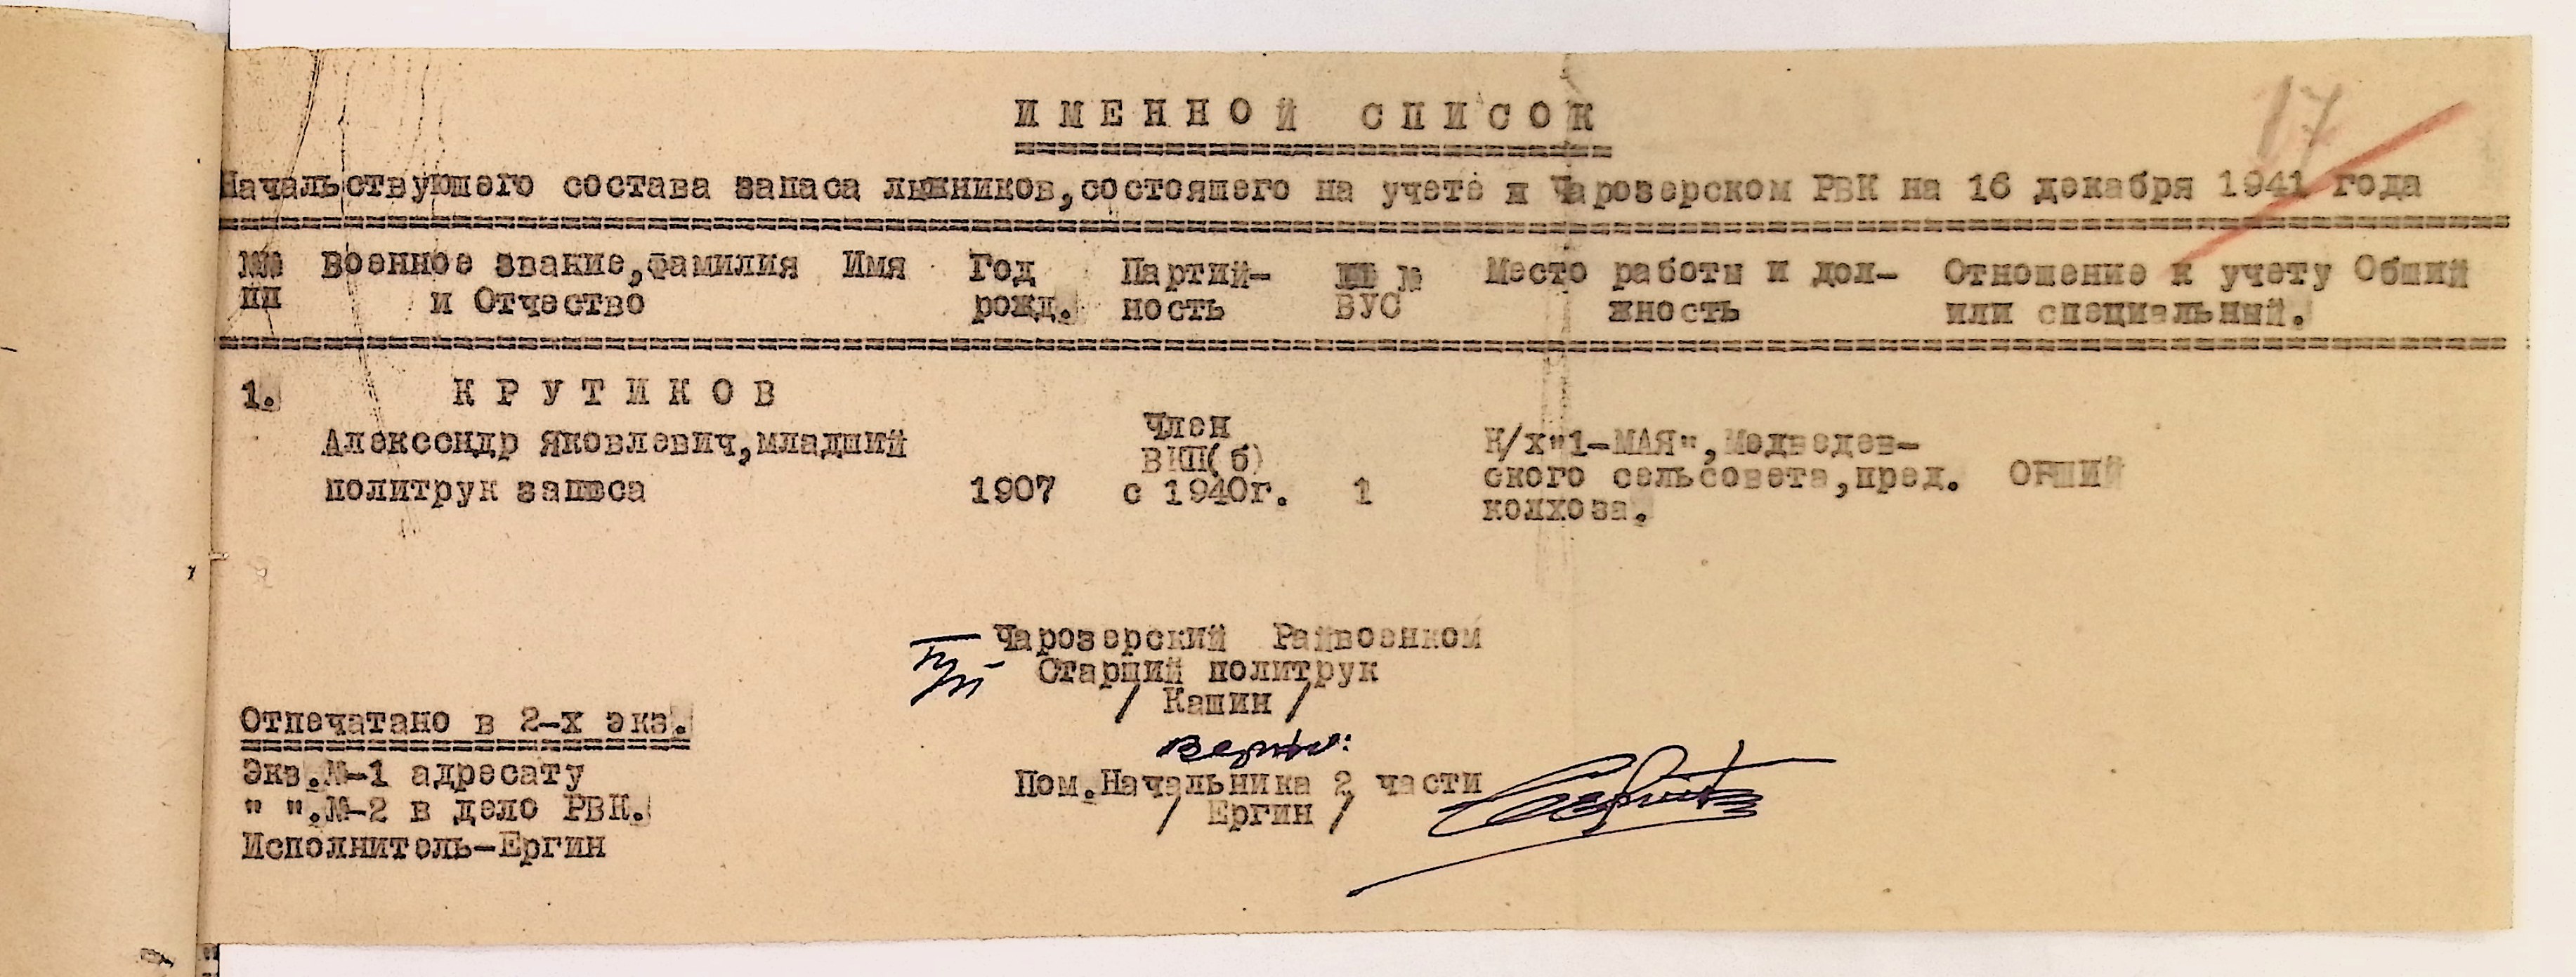 17
ИМЕННОЙ СПИСОК
Начальствующего состава запаса лыжников,состоящего на учете в Чарозерском РВК на 16 декабря 1941 года
№№ Военное звание,фамилия Имя Год Партий- №№ № Место работы и дол- Отношение к учету Общий
пп и Отчество рожд. ность ВУС жность или специальный.
1. КРУТИКОВ
Александр Яковлевич,младший
политрук запаса 1907
Член
ВКП(б)
с 1940г. 1
К/х"1-МАЯ",Медведев-
ского сельсовета,пред. ОБЩИЙ
колхоза.
Чарозерский Райвоенком
Старший политрук
/ Кашин /
верно:
Пом.Начальника 2 части
/ Ергин /
Отпечатано в 2-х экз.
Экз.№-1 адресату
" ".№-2 в дело РВК.
Исполнитель-Ергин